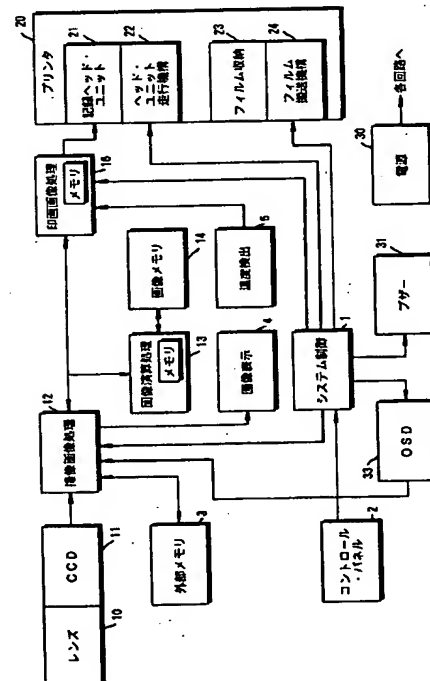 レンズ
10
CCD
11
撮像画像処理
12
印画画像処理
メモリ
プリンタ
20
記録ヘッド・
ユニット
21
ヘッド・
ユニット
走行機構
22
フィルム収納
23
フィルム
搬送機構
24
画像演算処理
メモリ
13
画像メモリ
14
外部メモリ
3
画像表示
4
温度検出
システム制御
1
コントロール
・パネル
2
OSD
33
ブザー
31
電源
30
各回路へ